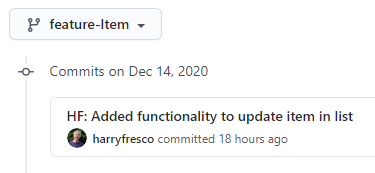 feature-Item
Commits on Dec 14, 2020
HF: Added functionality to update item in list
harryfresco committed 18 hours ago